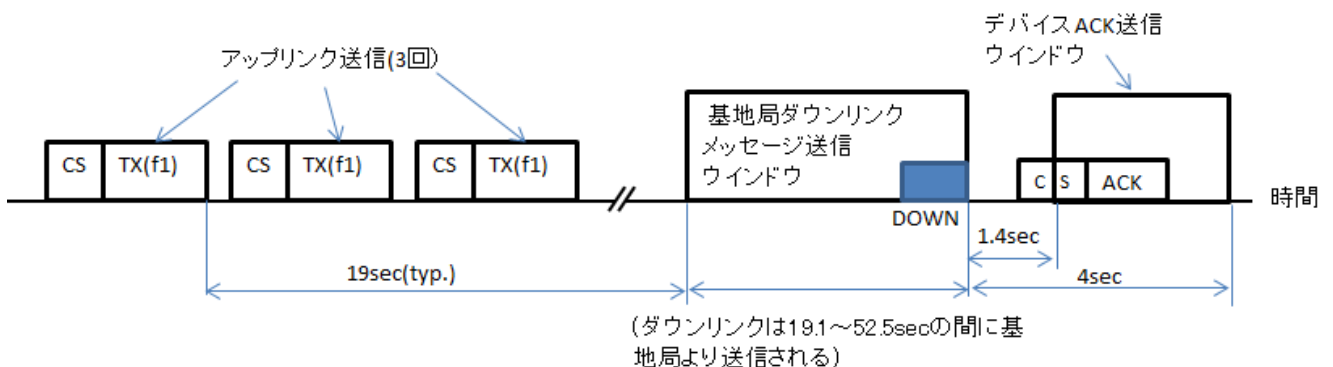 デバイスACK送信
ウインドウ
アップリンク送信(3回)
基地局ダウンリンク
メッセージ送信
ウインドウ
CS TX(f1) CS TX(f1) CS TX(f1) C S ACK
時間
DOWN
1.4sec
19sec(typ.)
4sec
(ダウンリンクは19.1～52.5secの間に基
地局より送信される)